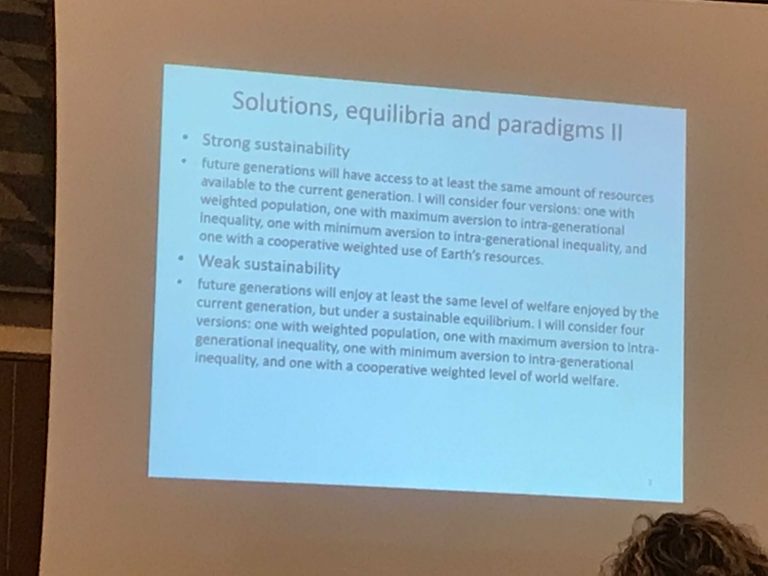 Solutions, equilibria and paradigms II
• Strong sustainability
• future generations will have access to at least the same amount of resources
available to the current generation. I will consider four versions: one with
weighted population, one with maximum aversion to intra-generational
inequality, one with minimum aversion to intra-generational inequality, and
one with a cooperative weighted use of Earth's resources.
• Weak sustainability
• future generations will enjoy at least the same level of welfare enjoyed by the
current generation, but under a sustainable equilibrium. I will consider four
versions: one with weighted population, one with maximum aversion to intra-
generational inequality, one with minimum aversion to intra-generational
inequality, and one with a cooperative weighted level of world welfare.